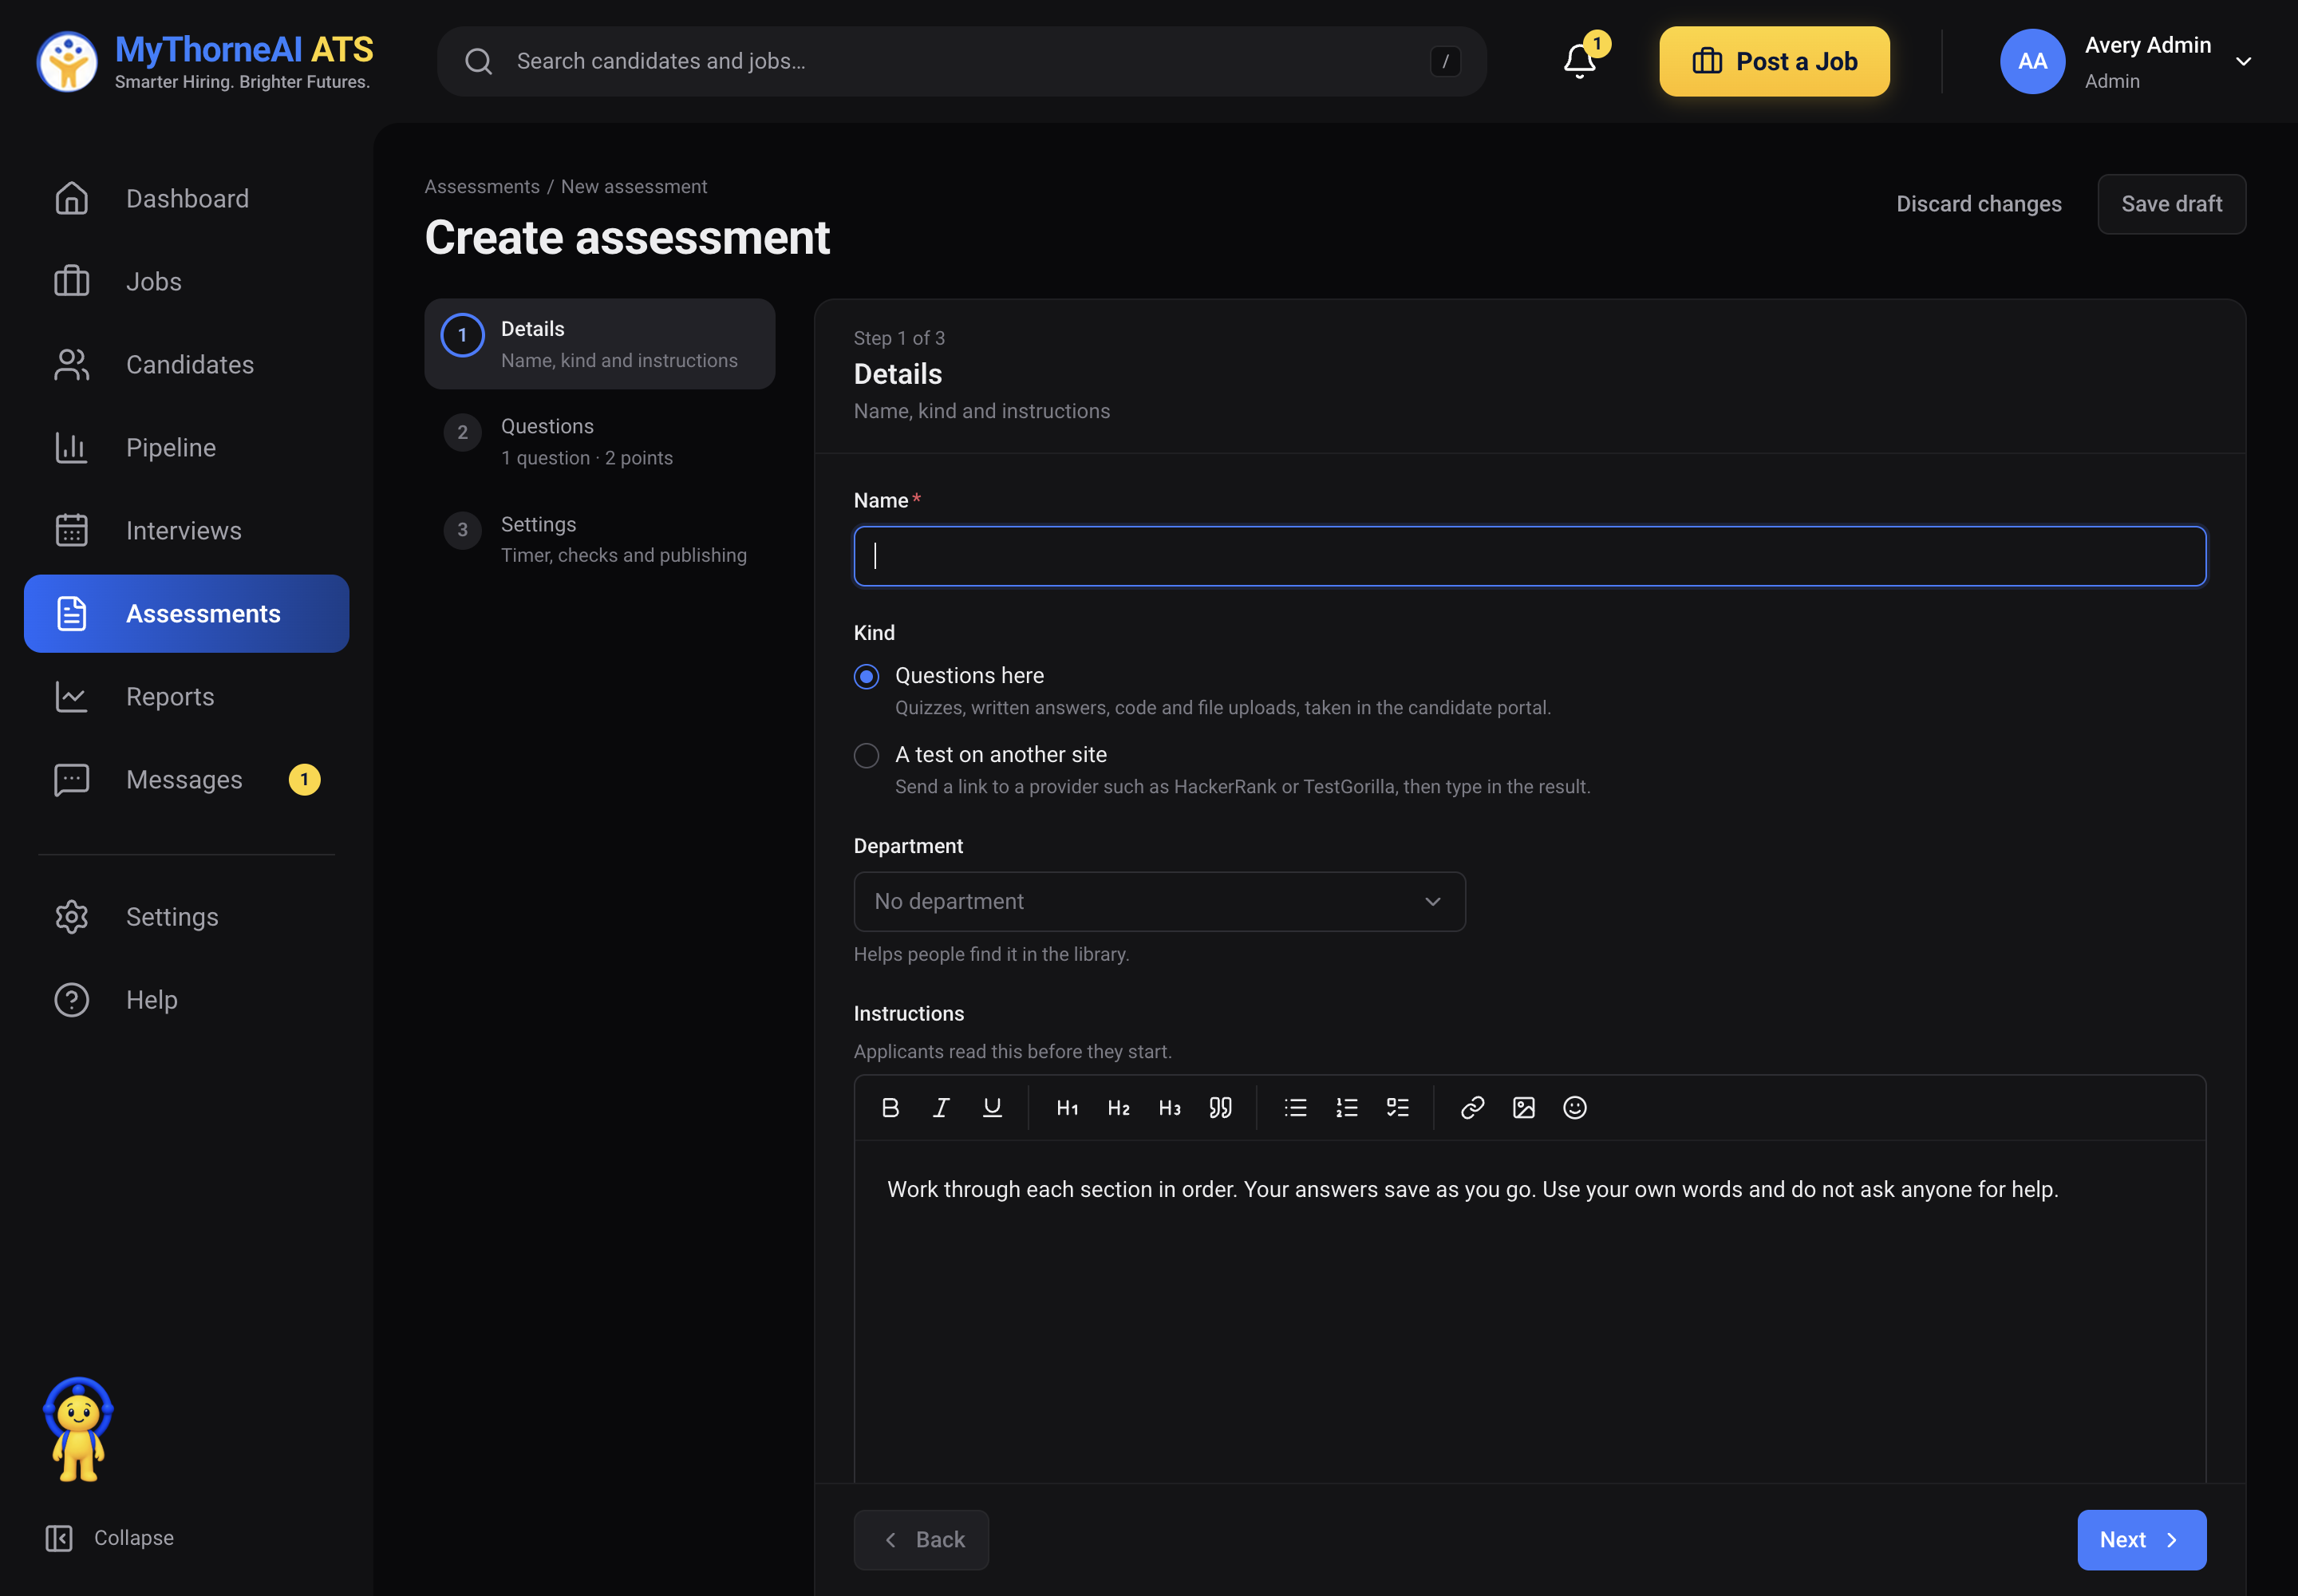 MyThorneAI ATS
Smarter Hiring. Brighter Futures.
Search candidates and jobs…
/
1
Post a Job
AA
Avery Admin
Admin
Dashboard
Jobs
Candidates
Pipeline
Interviews
Assessments
Reports
Messages
1
Settings
Help
Collapse
Assessments / New assessment
Create assessment
Discard changes
Save draft
1
Details
Name, kind and instructions
2
Questions
1 question · 2 points
3
Settings
Timer, checks and publishing
Step 1 of 3
Details
Name, kind and instructions
Name*
Kind
Questions here
Quizzes, written answers, code and file uploads, taken in the candidate portal.
A test on another site
Send a link to a provider such as HackerRank or TestGorilla, then type in the result.
Department
No department
Helps people find it in the library.
Instructions
Applicants read this before they start.
B I U H1 H2 H3
Work through each section in order. Your answers save as you go. Use your own words and do not ask anyone for help.
Back
Next